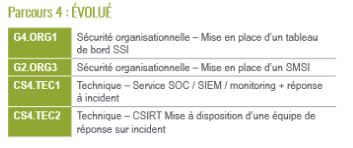 Parcours 4 : ÉVOLUÉ
G4.ORG1 Sécurité organisationnelle – Mise en place d'un tableau
de bord SSI
G2.ORG3 Sécurité organisationnelle – Mise en place d'un SMSI
CS4.TEC1 Technique – Service SOC / SIEM / monitoring + réponse
à incident
CS4.TEC2 Technique – CSIRT Mise à disposition d'une équipe de
réponse sur incident